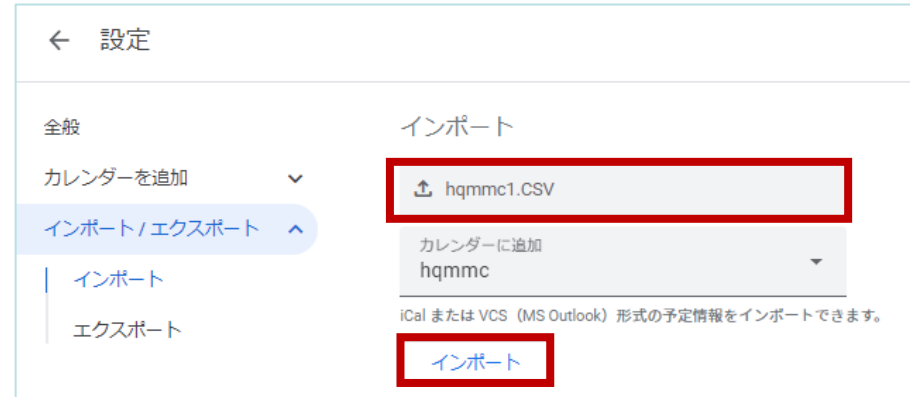 設定
全般
カレンダーを追加
インポート / エクスポート
インポート
エクスポート
インポート
hqmmc1.CSV
カレンダーに追加
hqmmc
iCal または VCS（MS Outlook）形式の予定情報をインポートできます。
インポート